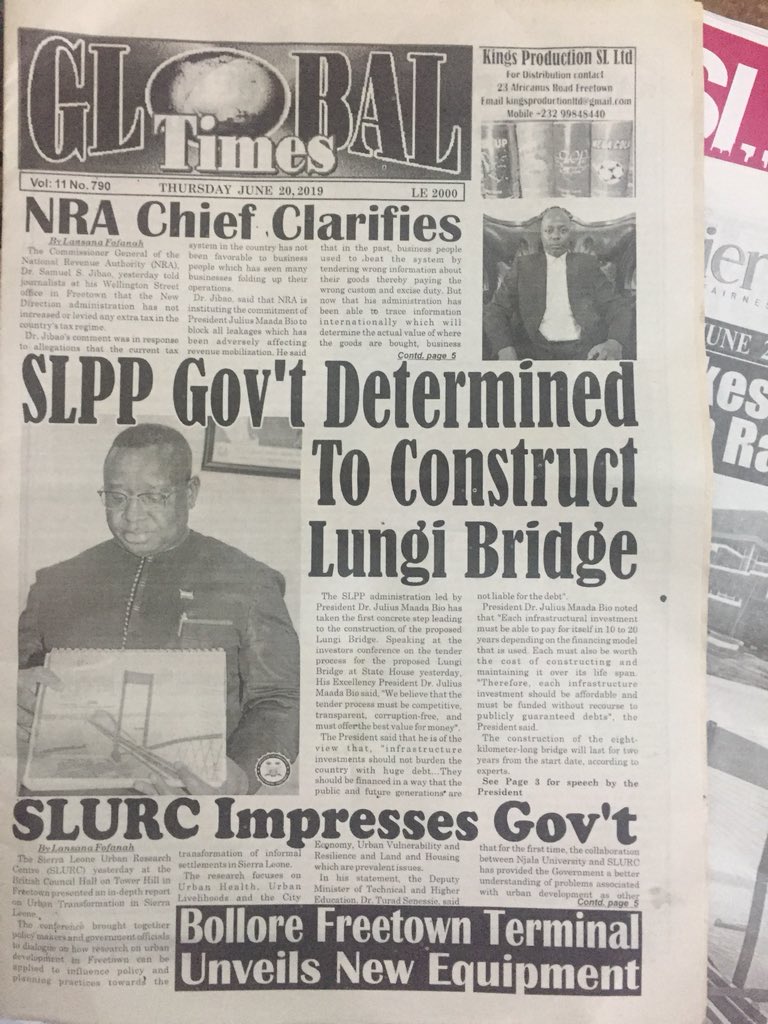 GLOBAL
Times
Kings Production SL Ltd
For Distribution contact
23 Africanus Road Freetown
Email kingsproductionltd@gmail.com
Mobile +232 99848440
Vol: 11 No. 790
THURSDAY JUNE 20, 2019
LE 2000
NRA Chief Clarifies
By Lansana Fofanah
The Commissioner General of the
National Revenue Authority (NRA),
Dr. Samuel S. Jibao, yesterday told
journalists at his Wellington Street
office in Freetown that the New
Direction administration has not
increased or levied any extra tax in the
country's tax regime.
Dr. Jibao's comment was in response
to allegations that the current tax
system in the country has not
been favorable to business
people which has seen many
businesses folding up their
operations.
Dr. Jibao, said that NRA is
instituting the commitment of
President Julius Maada Bio to
block all leakages which has
been adversely affecting
revenue mobilization. He said
that in the past, business people
used to beat the system by
tendering wrong information about
their goods thereby paying the
wrong custom and excise duty. But
now that his administration has
been able to trace information
internationally which will
determine the actual value of where
the goods are bought, business
Contd. page 5
SLPP Gov't Determined
To Construct
Lungi Bridge
The SLPP administration led by
President Dr. Julius Maada Bio has
taken the first concrete step leading
to the construction of the proposed
Lungi Bridge. Speaking at the
investors conference on the tender
process for the proposed Lungi
Bridge at State House yesterday,
His Excellency President Dr. Julius
Maada Bio said, "We believe that the
tender process must be competitive,
transparent, corruption-free, and
must offer the best value for money".
The President said that he is of the
view that, "infrastructure
investments should not burden the
country with huge debt...They
should be financed in a way that the
public and future generations are
not liable for the debt".
President Dr. Julius Maada Bio noted
that "Each infrastructural investment
must be able to pay for itself in 10 to 20
years depending on the financing model
that is used. Each must also be worth
the cost of constructing and
maintaining it over its life span.
"Therefore, each infrastructure
investment should be affordable and
must be funded without recourse to
publicly guaranteed debts", the
President said.
The construction of the eight-
kilometer-long bridge will last for two
years from the start date, according to
experts.
See Page 3 for speech by the
President
SLURC Impresses Gov't
By Lansana Fofanah
The Sierra Leone Urban Research
Centre (SLURC) yesterday at the
British Council Hall on Tower Hill in
Freetown presented an in-depth report
on Urban Transformation in Sierra
Leone.
The conference brought together
policy makers and government officials
to dialogue on how research on urban
development in Freetown can be
applied to influence policy and
planning practices towards the
transformation of informal
settlements in Sierra Leone.
The research focuses on
Urban Health, Urban
Livelihoods and the City
Economy, Urban Vulnerability and
Resilience and Land and Housing
which are prevalent issues.
In his statement, the Deputy
Minister of Technical and Higher
Education, Dr. Turad Senessie, said
that for the first time, the collaboration
between Njala University and SLURC
has provided the Government a better
understanding of problems associated
with urban development as other
Contd. page 5
Bollore Freetown Terminal
Unveils New Equipment